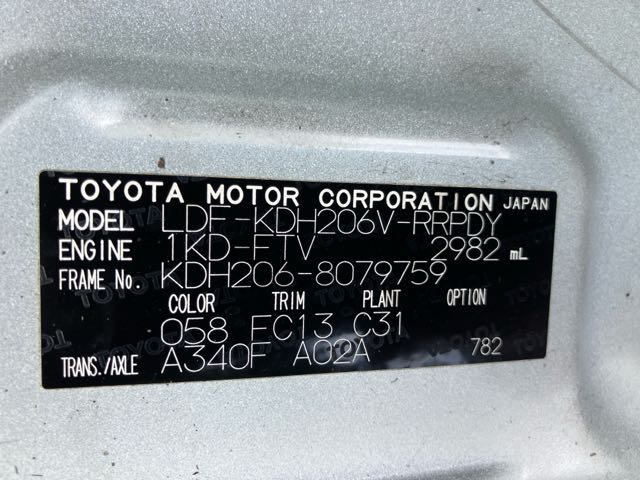 TOYOTA MOTOR CORPORATION JAPAN
MODEL LDF-KDH206V-RRPDY
ENGINE 1KD-FTV 2982 mL
FRAME No. KDH206-8079759
COLOR TRIM PLANT OPTION
058 FC13 C31
TRANS./AXLE A340F A02A 782